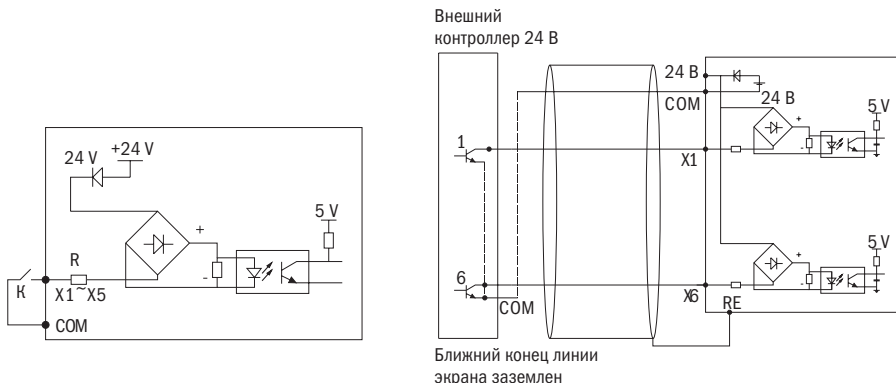 24 V
+24 V
+
5 V
R
-
К
X1~X5
COM
Внешний
контроллер 24 В
24 В
COM
24 В
5 V
+
-
1
X1
5 V
+
-
6
COM
X6
RE
Ближний конец линии
экрана заземлен